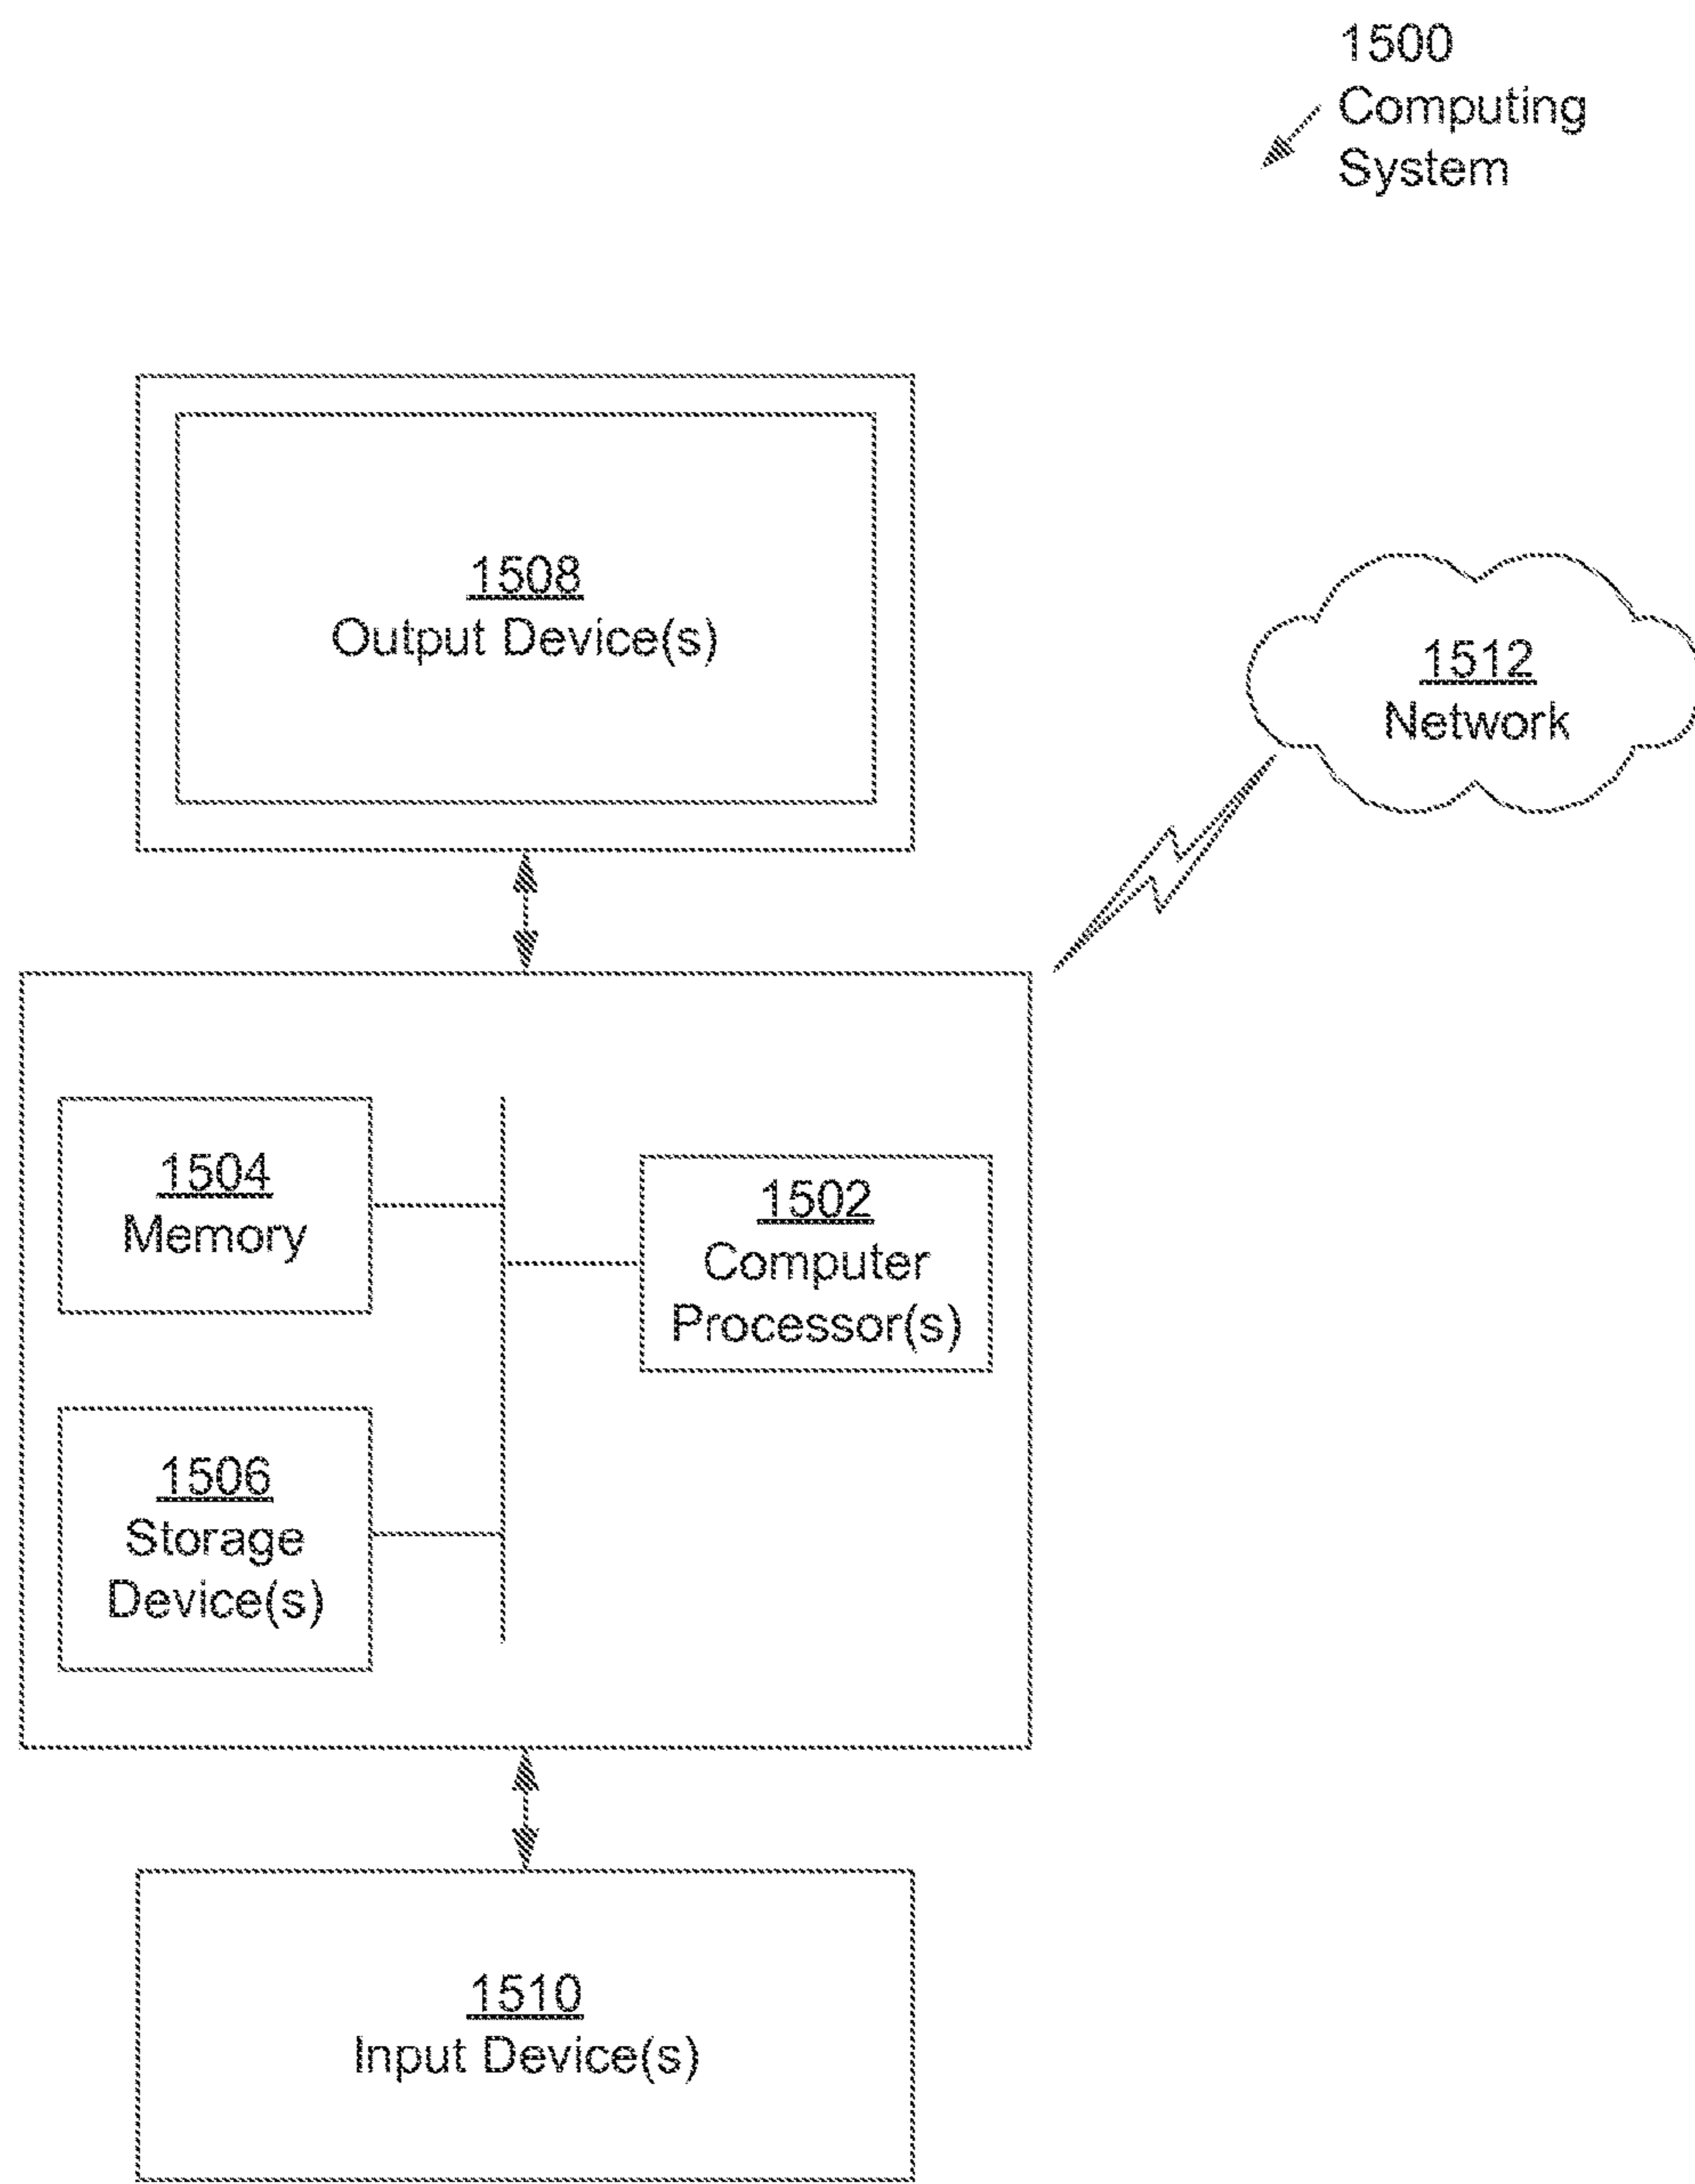 1500
Computing
System
1508
Output Device(s)
1512
Network
1504
Memory
1502
Computer
Processor(s)
1506
Storage
Device(s)
1510
Input Device(s)